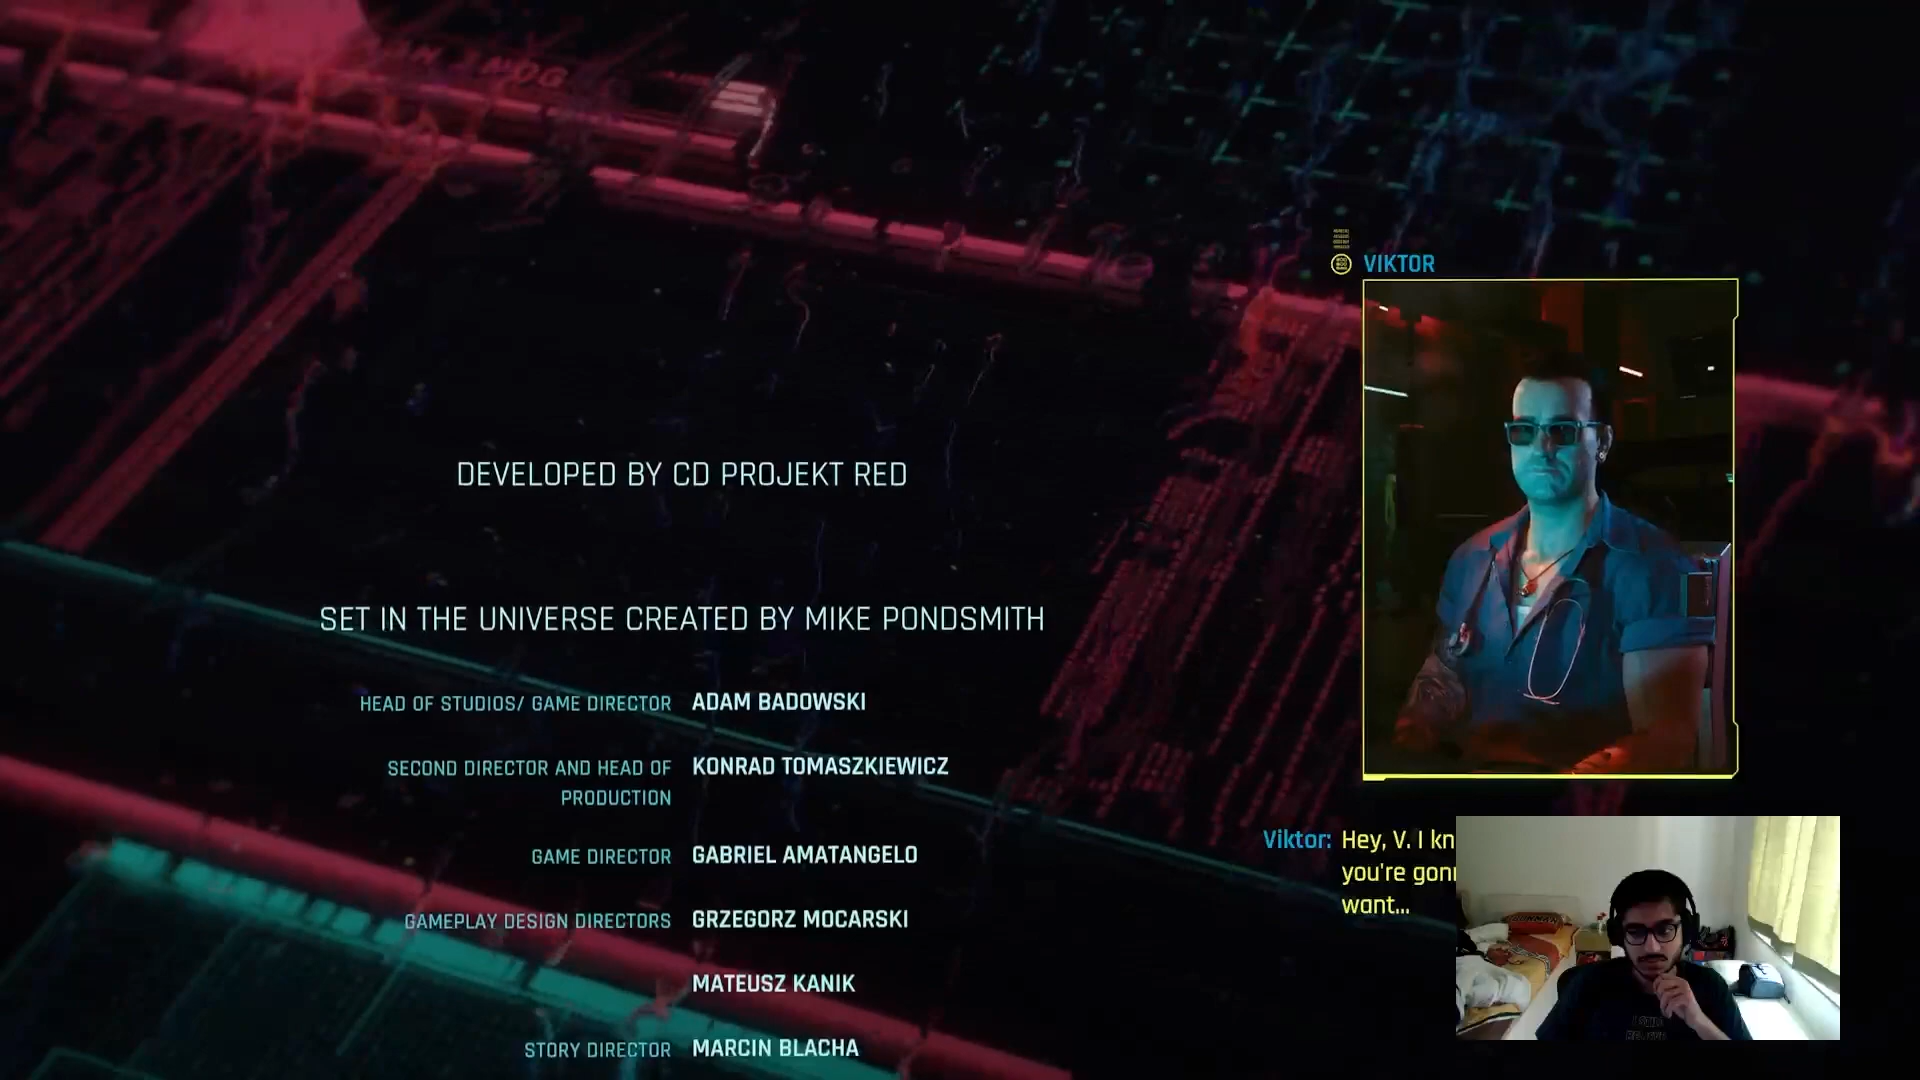 VIKTOR
DEVELOPED BY CD PROJEKT RED
SET IN THE UNIVERSE CREATED BY MIKE PONDSMITH
HEAD OF STUDIOS/ GAME DIRECTOR ADAM BADOWSKI
SECOND DIRECTOR AND HEAD OF KONRAD TOMASZKIEWICZ
PRODUCTION
GAME DIRECTOR GABRIEL AMATANGELO
GAMEPLAY DESIGN DIRECTORS GRZEGORZ MOCARSKI
MATEUSZ KANIK
STORY DIRECTOR MARCIN BLACHA
Viktor: Hey, V. I kn
you're gon
want...